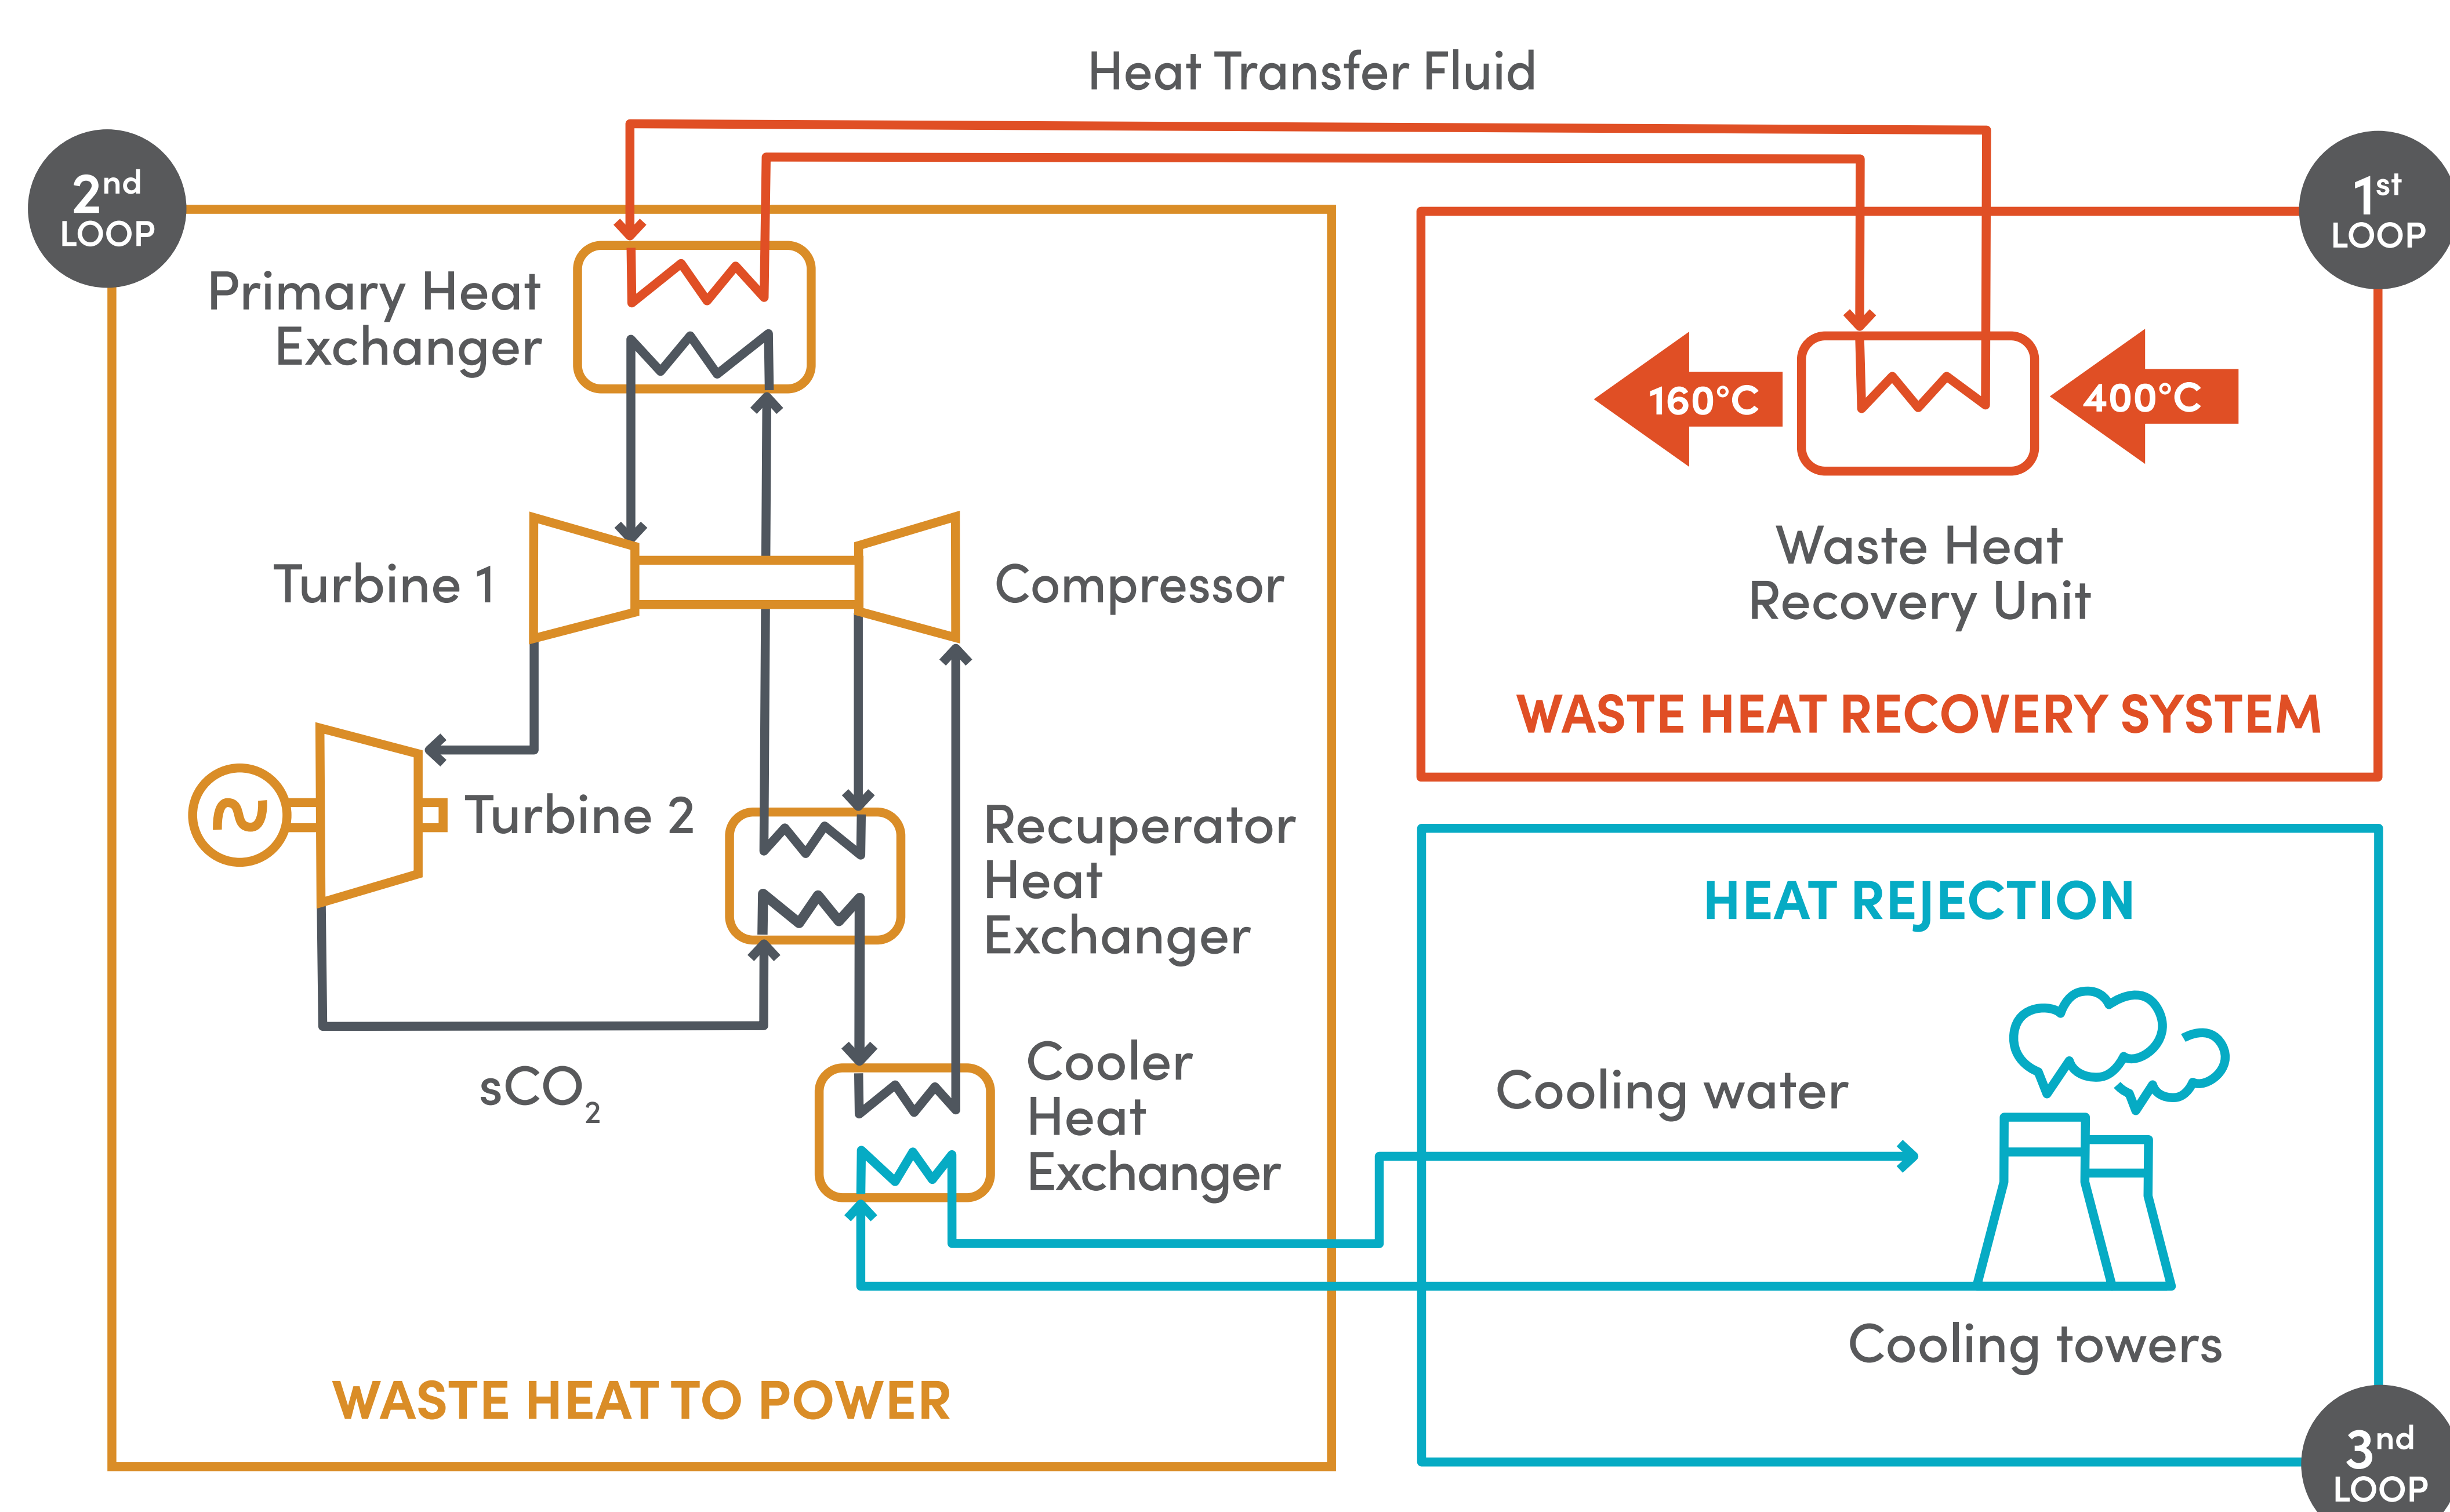 Heat Transfer Fluid
2nd
LOOP
1st
LOOP
Primary Heat
Exchanger
160°C
400°C
Waste Heat
Recovery Unit
Turbine 1
Compressor
WASTE HEAT RECOVERY SYSTEM
Turbine 2
Recuperator
Heat
Exchanger
HEAT REJECTION
sCO2
Cooler
Heat
Exchanger
Cooling water
Cooling towers
WASTE HEAT TO POWER
3nd
LOOP